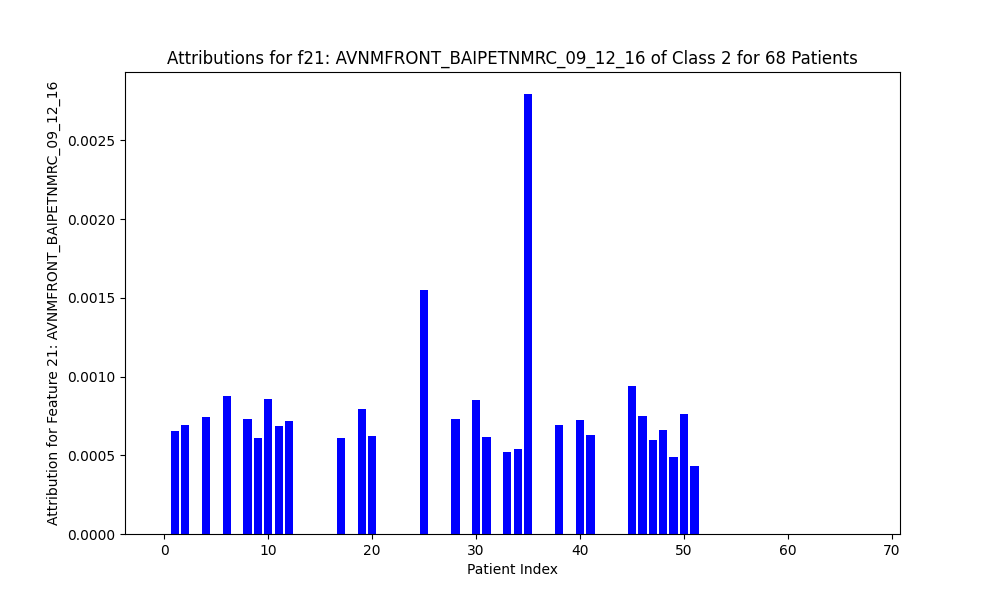 Attributions for f21: AVNMFRONT_BAIPETNMRC_09_12_16 of Class 2 for 68 Patients
Attribution for Feature 21: AVNMFRONT_BAIPETNMRC_09_12_16
0.0025
0.0020
0.0015
0.0010
0.0005
0.0000
0 10 20 30 40 50 60 70
Patient Index